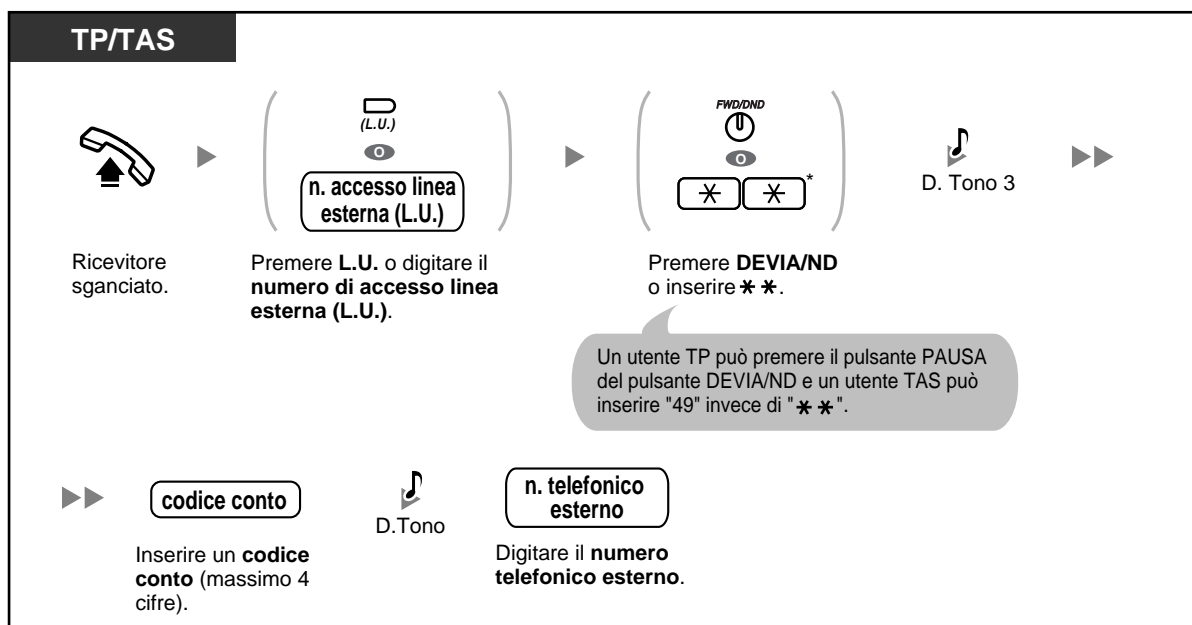 TP/TAS
(L.U.)
O
n. accesso linea
esterna (L.U.)
FWD/DND
O
* * *
D. Tono 3
Ricevitore
sganciato.
Premere L.U. o digitare il
numero di accesso linea
esterna (L.U.).
Premere DEVIA/ND
o inserire * *.
Un utente TP può premere il pulsante PAUSA
del pulsante DEVIA/ND e un utente TAS può
inserire "49" invece di " * * ".
codice conto
D.Tono
n. telefonico
esterno
Inserire un codice
conto (massimo 4
cifre).
Digitare il numero
telefonico esterno.